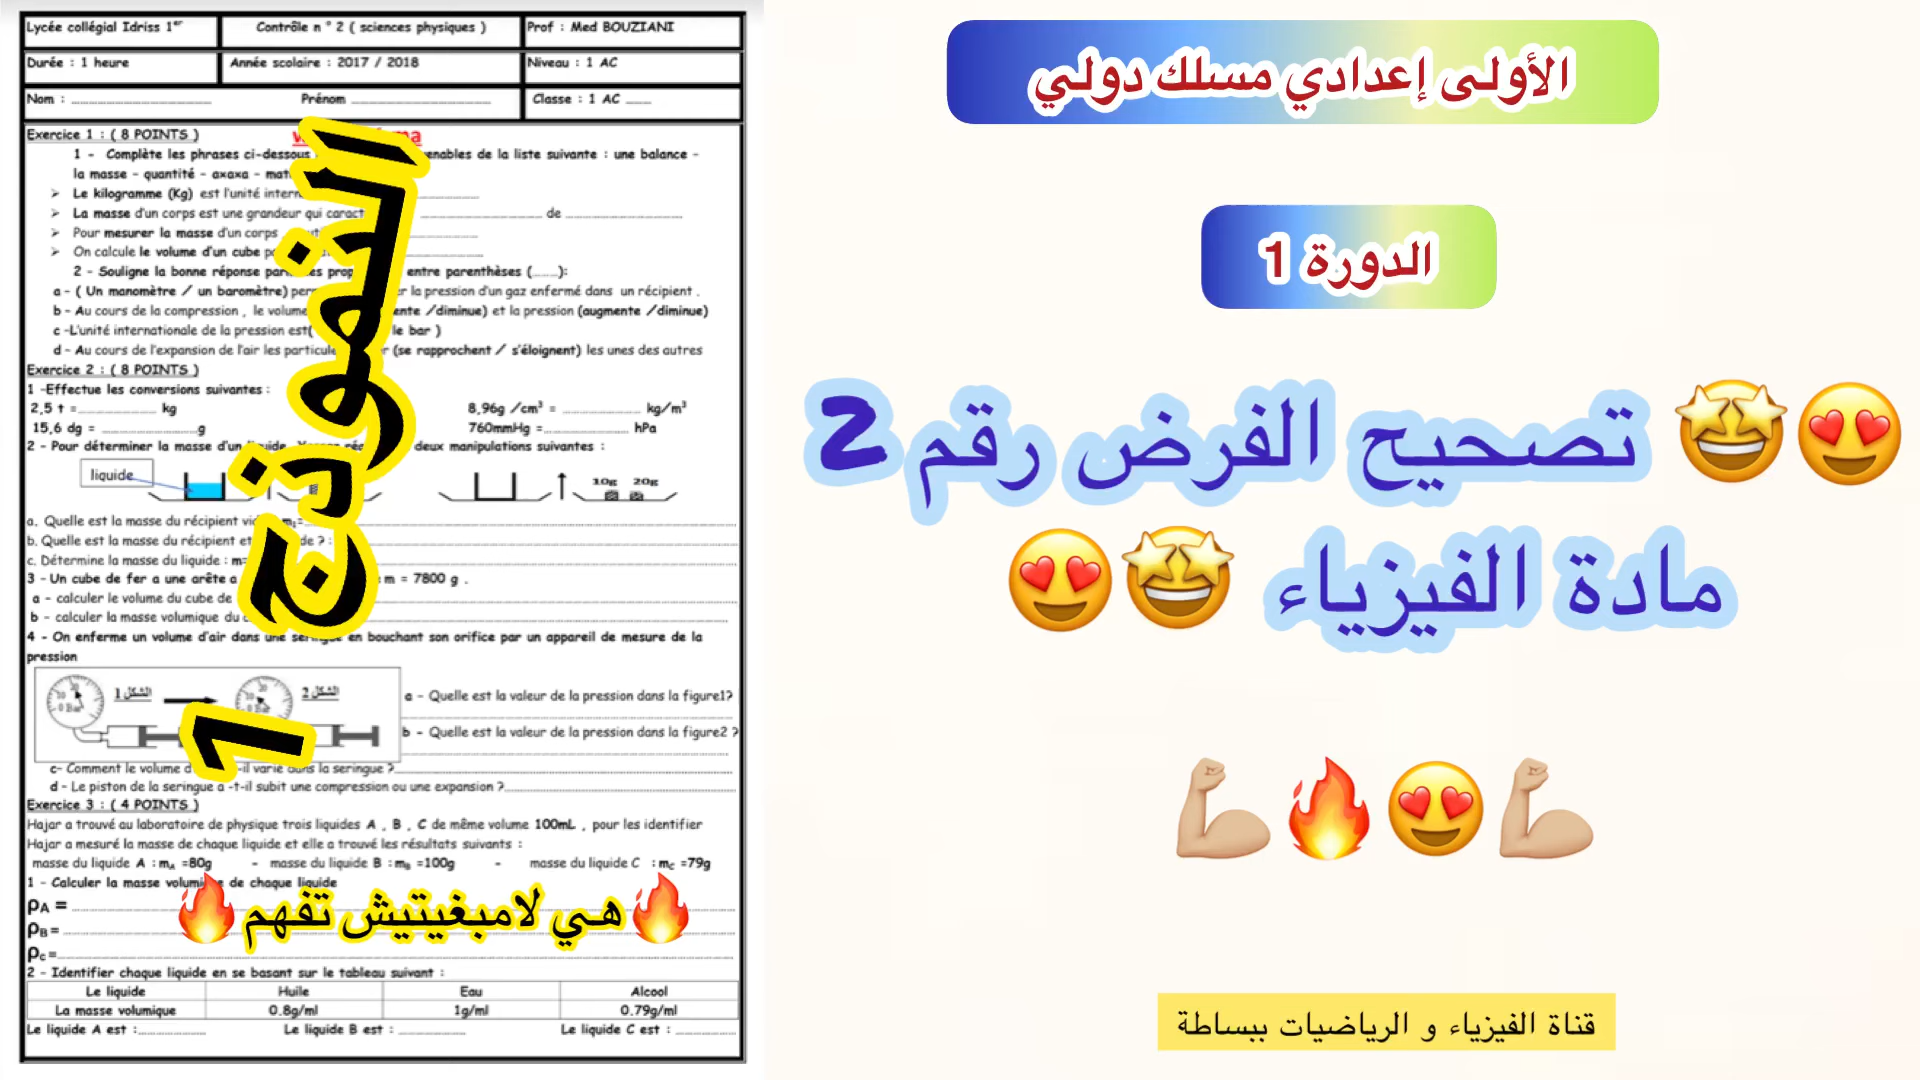 Lycée collégial Idriss 1er
Contrôle n ° 2 ( sciences physiques )
Prof : Med BOUZIANI
Durée : 1 heure
Année scolaire : 2017 / 2018
Niveau : 1 AC
Nom :
Prénom
Classe : 1 AC
Exercice 1 : ( 8 POINTS )
1 - Complète les phrases ci-dessous de la liste suivante : une balance -
la masse - quantité - axaxa -
Le kilogramme (Kg) est l'unité
La masse d'un corps est une grandeur qui de
Pour mesurer la masse d'un corps
On calcule le volume d'un cube
2 - Souligne la bonne réponse entre parenthèses (……):
a - ( Un manomètre / un baromètre) la pression d'un gaz enfermé dans un récipient .
b - Au cours de la compression , le volume /diminue) et la pression (augmente /diminue)
c -L'unité internationale de la pression est( le bar )
d - Au cours de l'expansion de l'air les (se rapprochent / s'éloignent) les unes des autres
Exercice 2 : ( 8 POINTS )
1 -Effectue les conversions suivantes :
2,5 t = kg
8,96g /cm³ = kg/m³
15,6 dg = g
760mmHg = hPa
2 - Pour déterminer la masse d'un deux manipulations suivantes :
liquide
10g 20g
a. Quelle est la masse du récipient
b. Quelle est la masse du récipient
c. Détermine la masse du liquide :
3 - Un cube de fer a une arête m = 7800 g .
a - calculer le volume du cube de
b - calculer la masse volumique
4 - On enferme un volume d'air dans une seringue en bouchant son orifice par un appareil de mesure de la
pression
الشكل 1
الشكل 2
0 Bar
a - Quelle est la valeur de la pression dans la figure1?
b - Quelle est la valeur de la pression dans la figure2 ?
c- Comment le volume varie dans la seringue ?
d - Le piston de la seringue a -t-il subit une compression ou une expansion ?
Exercice 3 : ( 4 POINTS )
Hajar a trouvé au laboratoire de physique trois liquides A , B , C de même volume 100mL , pour les identifier
Hajar a mesuré la masse de chaque liquide et elle a trouvé les résultats suivants :
masse du liquide A : mA =80g - masse du liquide B : mB =100g - masse du liquide C : mC =79g
1 - Calculer la masse volumique de chaque liquide
ρA =
ρB =
ρc =
2 - Identifier chaque liquide en se basant sur le tableau suivant :
Le liquide Huile Eau Alcool
La masse volumique 0.8g/ml 1g/ml 0.79g/ml
Le liquide A est : Le liquide B est : Le liquide C est :
النموذج
1
🔥هي لامبغيتيش تفهم🔥
الأولى إعدادي مسلك دولي
الدورة 1
😍🤩 تصحيح الفرض رقم 2
مادة الفيزياء 🤩😍
💪🏼🔥😍💪🏼
قناة الفيزياء و الرياضيات ببساطة